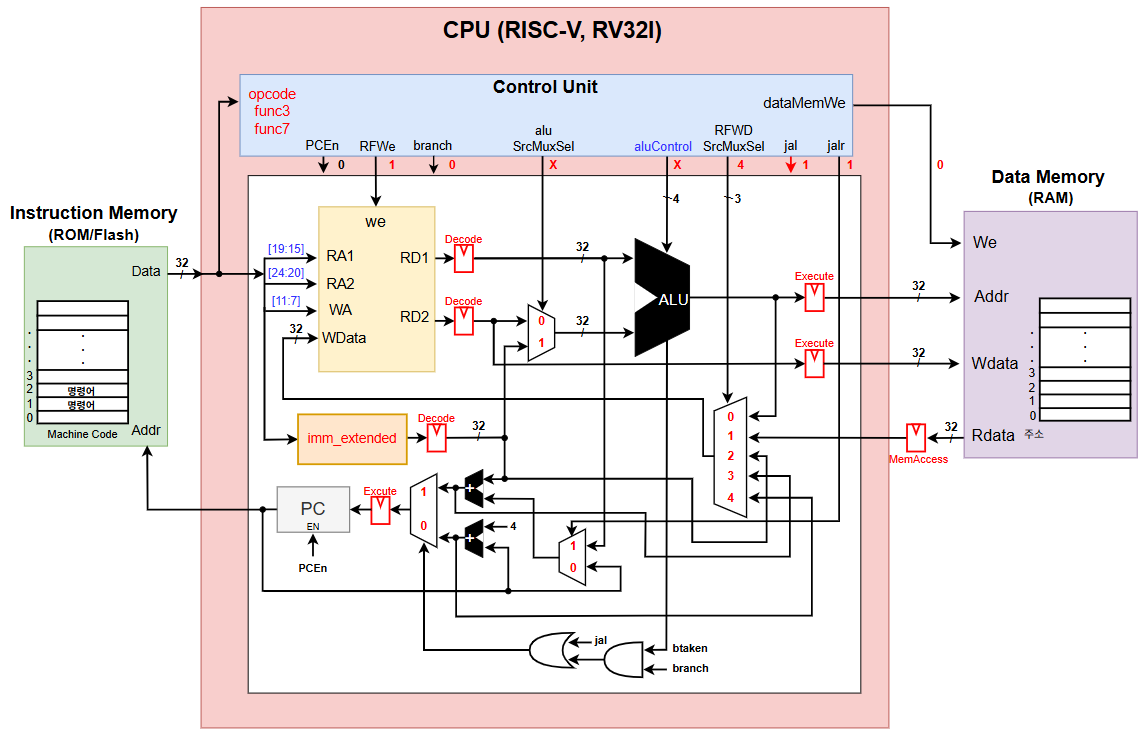 CPU (RISC-V, RV32I)
Control Unit
opcode
func3
func7
dataMemWe
PCEn
RFWe
branch
alu
SrcMuxSel
aluControl
RFWD
SrcMuxSel
jal
jalr
0
1
0
X
X
4
1
1
0
4
3
Instruction Memory
(ROM/Flash)
Data
32
.
.
.
3
2
1
0
.
.
.
명령어
명령어
Machine Code
Addr
[19:15]
[24:20]
[11:7]
32
we
RA1
RA2
WA
WData
RD1
RD2
Decode
Decode
32
0
1
32
ALU
Execute
32
Execute
32
imm_extended
Decode
32
0
1
2
3
4
MemAccess
32
Data Memory
(RAM)
We
Addr
Wdata
Rdata
.
.
.
3
2
1
0
.
.
.
주소
PC
EN
PCEn
Excute
1
0
+
+
4
1
0
jal
btaken
branch